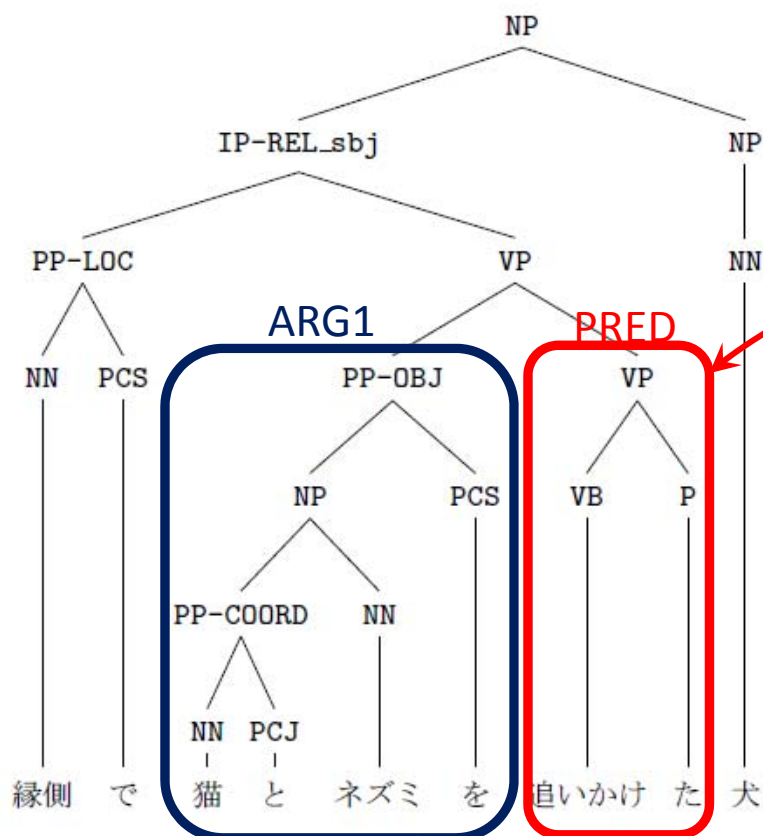 NP
IP-REL_sbj NP
PP-LOC VP NN
ARG1 PRED
NN PCS PP-OBJ VP
NP PCS VB P
PP-COORD NN
NN PCJ
縁側 で 猫 と ネズミ を 追いかけ た 犬